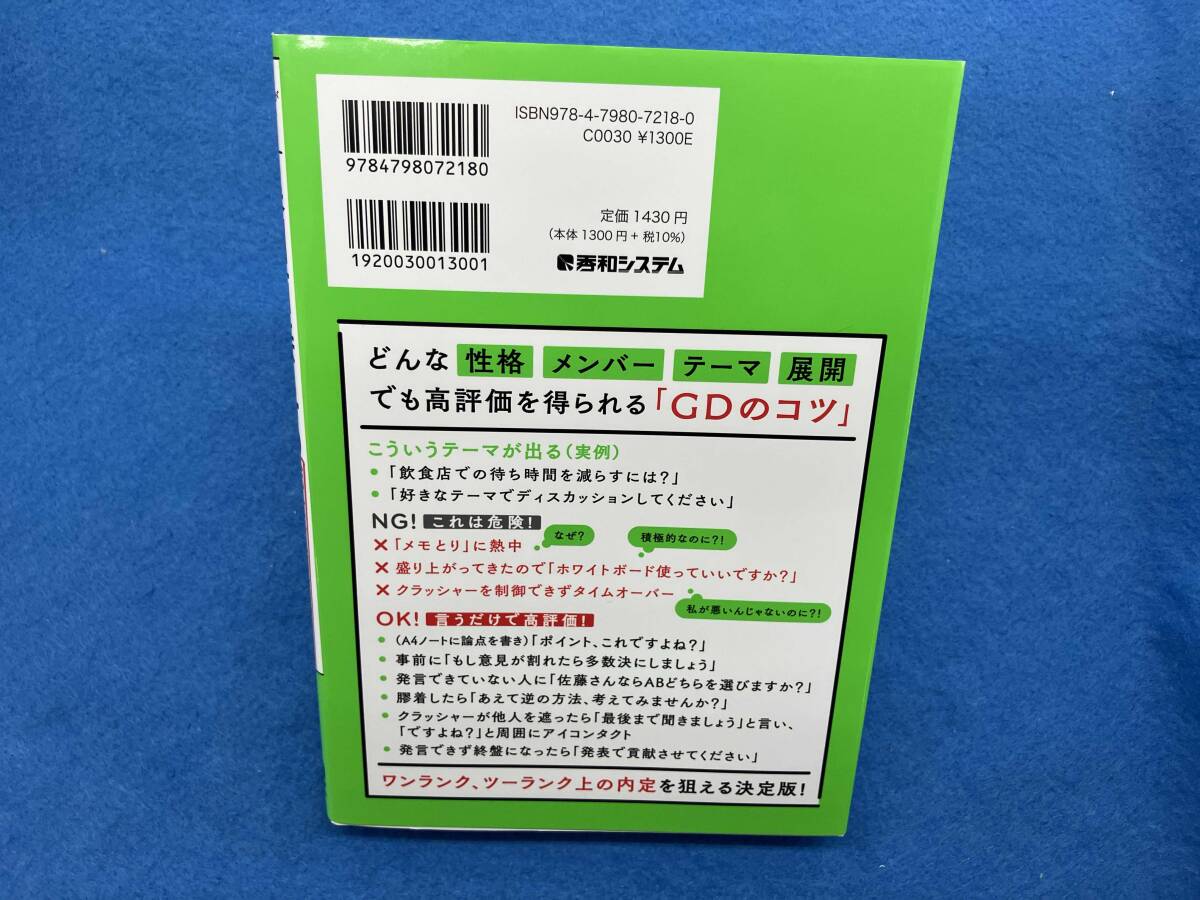 ISBN978-4-7980-7218-0
C0030 ¥1300E
9784798072180
定価 1430 円
(本体 1300 円 + 税10%)
1920030013001
秀和システム
どんな 性格 メンバー テーマ 展開
でも高評価を得られる「GDのコツ」
こういうテーマが出る(実例)
• 「飲食店での待ち時間を減らすには?」
• 「好きなテーマでディスカッションしてください」
NG! これは危険!
× 「メモとり」に熱中
なぜ?
積極的なのに?!
× 盛り上がってきたので「ホワイトボード使っていいですか?」
× クラッシャーを制御できずタイムオーバー
私が悪いんじゃないのに?!
OK! 言うだけで高評価!
• (A4ノートに論点を書き)「ポイント、これですよね?」
• 事前に「もし意見が割れたら多数決にしましょう」
• 発言できていない人に「佐藤さんならABどちらを選びますか?」
• 膠着したら「あえて逆の方法、考えてみませんか?」
• クラッシャーが他人を遮ったら「最後まで聞きましょう」と言い、
「ですよね?」と周囲にアイコンタクト
• 発言できず終盤になったら「発表で貢献させてください」
ワンランク、ツーランク上の内定を狙える決定版!